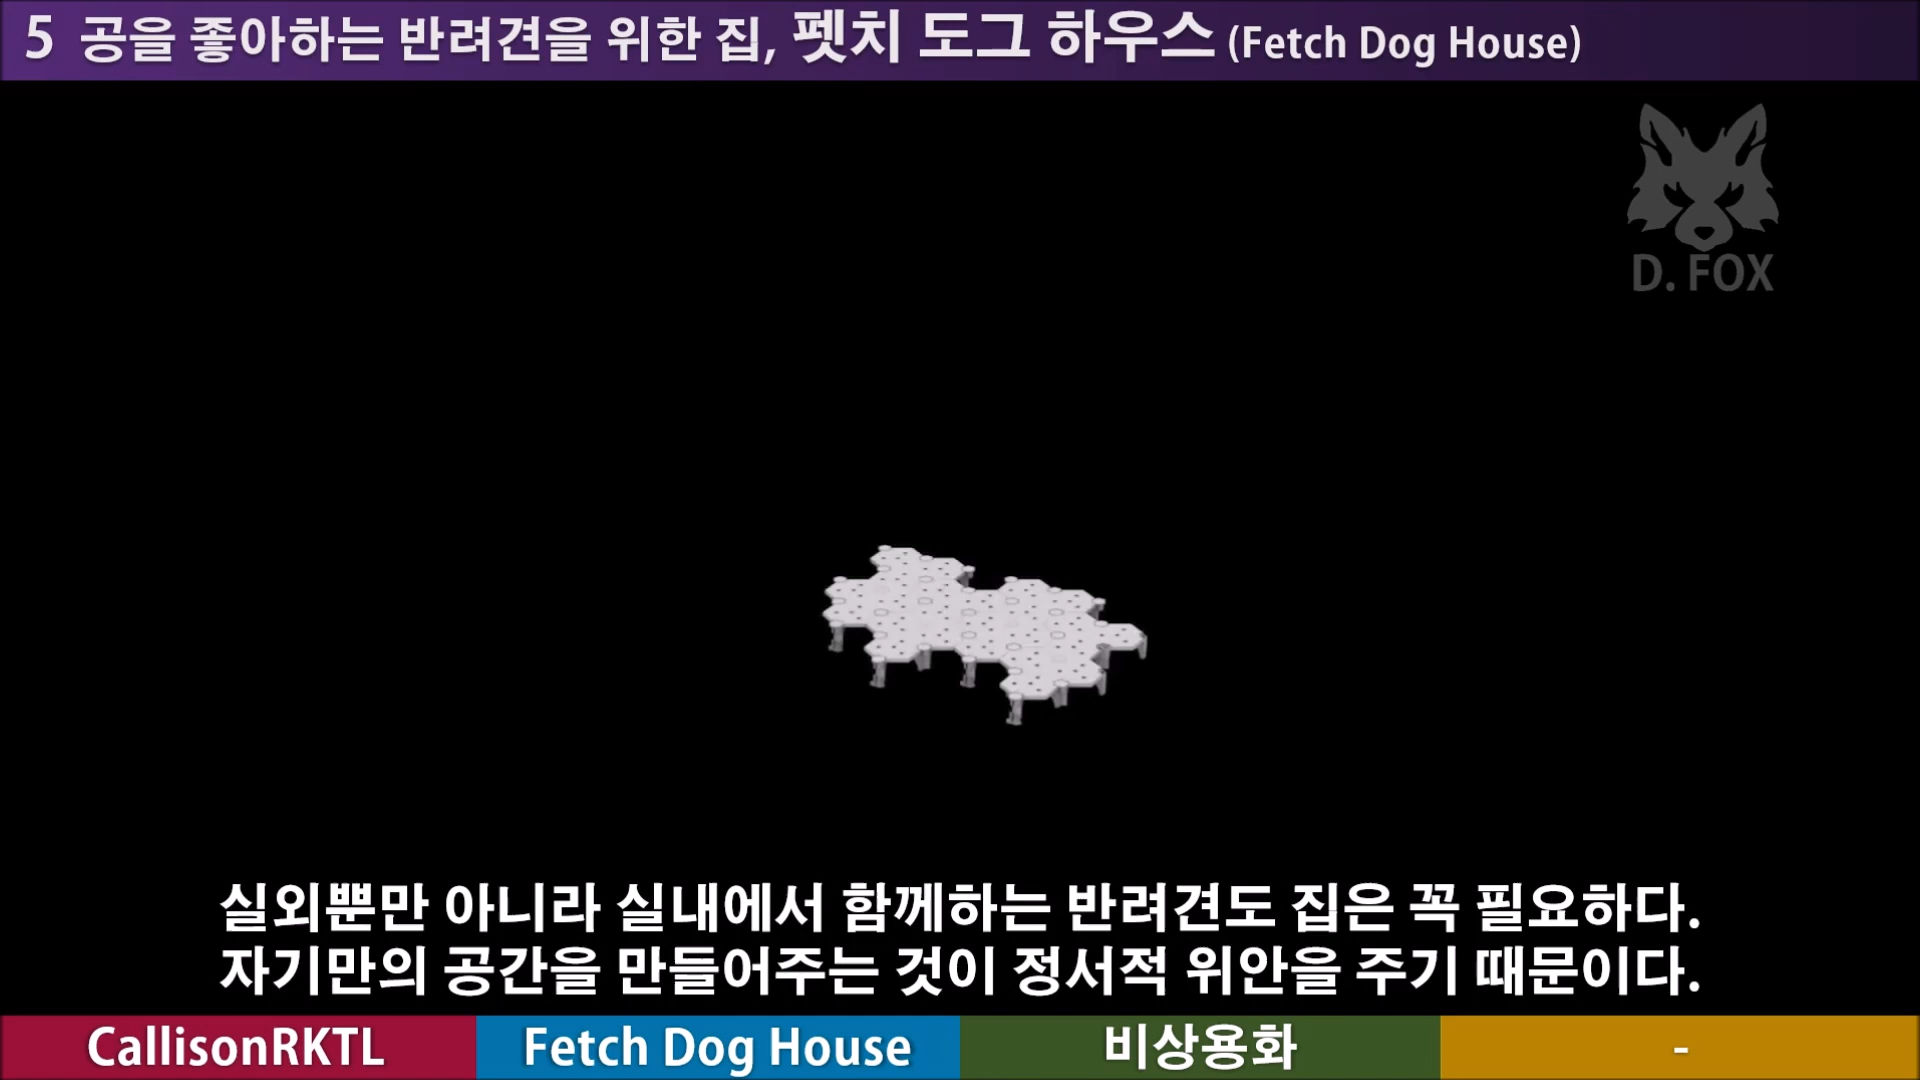 5 공을 좋아하는 반려견을 위한 집, 펫치 도그 하우스 (Fetch Dog House)
D. FOX
실외뿐만 아니라 실내에서 함께하는 반려견도 집은 꼭 필요하다.
자기만의 공간을 만들어주는 것이 정서적 위안을 주기 때문이다.
CallisonRKTL
Fetch Dog House
비상용화
-